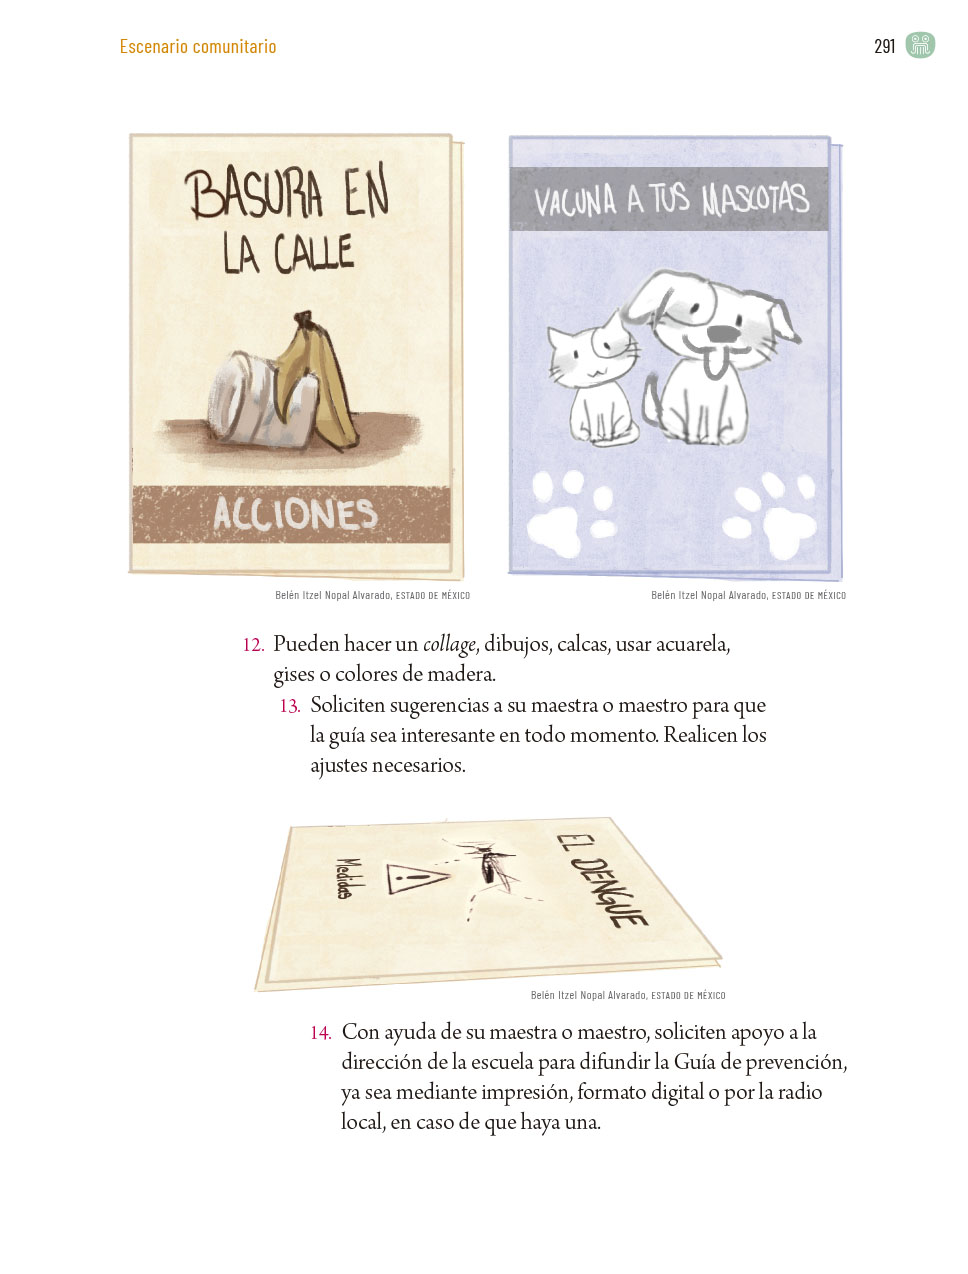 Escenario comunitario
291
BASURA EN
LA CALLE
ACCIONES
VACUNA A TUS MASCOTAS
Belén Itzel Nopal Alvarado, ESTADO DE MÉXICO
Belén Itzel Nopal Alvarado, ESTADO DE MÉXICO
12. Pueden hacer un collage, dibujos, calcas, usar acuarela,
gises o colores de madera.
13. Soliciten sugerencias a su maestra o maestro para que
la guía sea interesante en todo momento. Realicen los
ajustes necesarios.
EL DENGUE
!
Medidas
Belén Itzel Nopal Alvarado, ESTADO DE MÉXICO
14. Con ayuda de su maestra o maestro, soliciten apoyo a la
dirección de la escuela para difundir la Guía de prevención,
ya sea mediante impresión, formato digital o por la radio
local, en caso de que haya una.